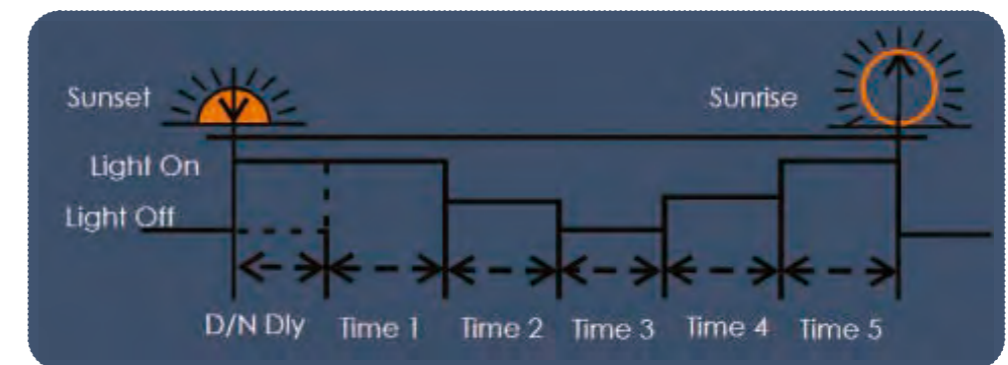 Sunset
Sunrise
Light On
Light Off
D/N Dly Time 1 Time 2 Time 3 Time 4 Time 5